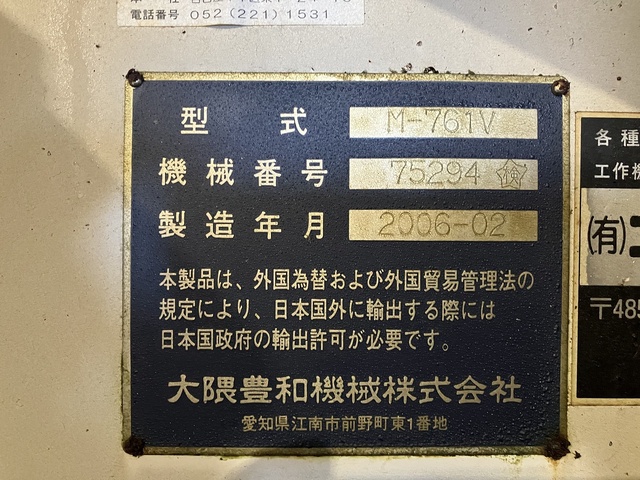 電話番号 052(221)1531
型 式 M-761V
機械番号 75294 検
製造年月 2006-02
本製品は、外国為替および外国貿易管理法の
規定により、日本国外に輸出する際には
日本国政府の輸出許可が必要です。
大隈豊和機械株式会社
愛知県江南市前野町東1番地
各種
工作機
(有)
〒485